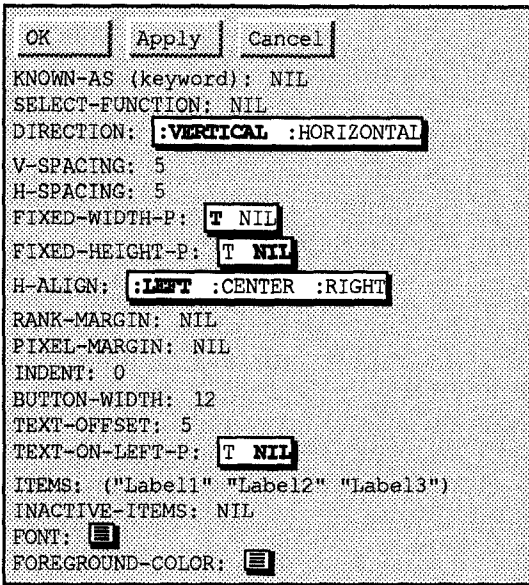 OK Apply Cancel
KNOWN-AS (keyword): NIL
SELECT-FUNCTION: NIL
DIRECTION: :VERTICAL :HORIZONTAL
V-SPACING: 5
H-SPACING: 5
FIXED-WIDTH-P: T NIL
FIXED-HEIGHT-P: T NIL
H-ALIGN: :LEFT :CENTER :RIGHT
RANK-MARGIN: NIL
PIXEL-MARGIN: NIL
INDENT: 0
BUTTON-WIDTH: 12
TEXT-OFFSET: 5
TEXT-ON-LEFT-P: T NIL
ITEMS: ("Label1" "Label2" "Label3")
INACTIVE-ITEMS: NIL
FONT:
FOREGROUND-COLOR: